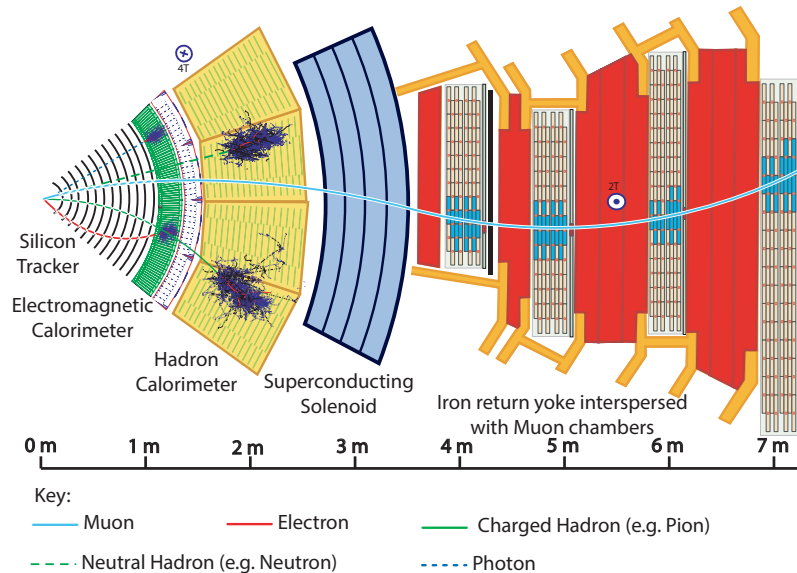 4T
2T
Silicon
Tracker
Electromagnetic
Calorimeter
Hadron
Calorimeter
Superconducting
Solenoid
Iron return yoke interspersed
with Muon chambers
0 m 1 m 2 m 3 m 4 m 5 m 6 m 7 m
Key:
Muon Electron Charged Hadron (e.g. Pion)
Neutral Hadron (e.g. Neutron) Photon